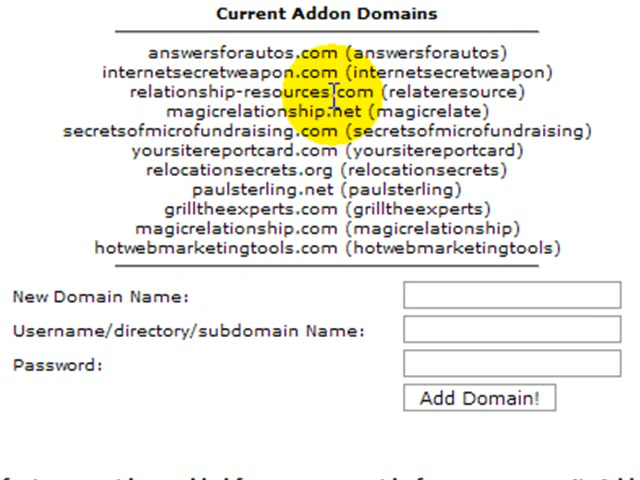 Current Addon Domains
answersforautos.com (answersforautos)
internetsecretweapon.com (internetsecretweapon)
relationship-resources.com (relateresource)
magicrelationship.net (magicrelate)
secretsofmicrofundraising.com (secretsofmicrofundraising)
yoursitereportcard.com (yoursitereportcard)
relocationsecrets.org (relocationsecrets)
paulsterling.net (paulsterling)
grilltheexperts.com (grilltheexperts)
magicrelationship.com (magicrelationship)
hotwebmarketingtools.com (hotwebmarketingtools)
New Domain Name:
Username/directory/subdomain Name:
Password:
Add Domain!